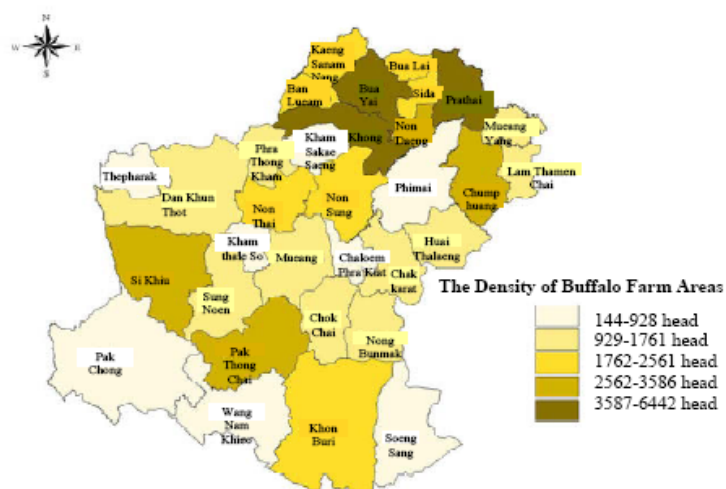 N
W
E
S
Kaeng
Sanam
Nang
Bua Lai
Ban
Lueam
Bua
Yai
Sida
Prathai
Kham
Sakae
Saeng
Khong
Non
Daeng
Mueang
Yang
Phra
Thong
Kham
Thepharak
Dan Khun
Thot
Phimai
Chump
huang
Lam Thamen
Chai
Non
Thai
Non
Sung
Kham
thale So
Mueang
Chaloem
Phra Kiat
Huai
Thalaeng
Chak
karat
Si Khiu
Sung
Noen
Chok
Chai
Nong
Bunmak
Pak
Chong
Pak
Thong
Chai
Wang
Nam
Khieo
Khon
Buri
Soeng
Sang
The Density of Buffalo Farm Areas
144-928 head
929-1761 head
1762-2561 head
2562-3586 head
3587-6442 head